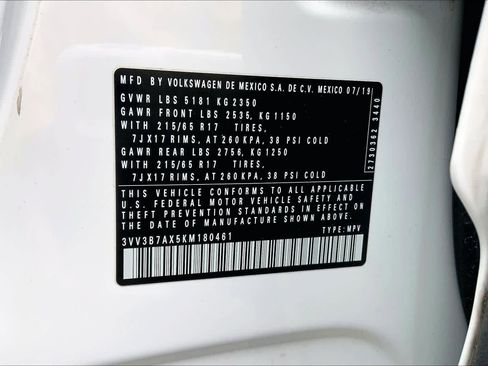 MFD BY VOLKSWAGEN DE MEXICO S.A. DE C.V. MEXICO 07/19
GVWR LBS 5181 KG 2350
GAWR FRONT LBS 2535, KG 1150
WITH 215/65 R17 TIRES,
7JX17 RIMS, AT 260 KPA, 38 PSI COLD
GAWR REAR LBS 2756, KG 1250
WITH 215/65 R17 TIRES,
7JX17 RIMS, AT 260 KPA, 38 PSI COLD
THIS VEHICLE CONFORMS TO ALL APPLICABLE
U.S. FEDERAL MOTOR VEHICLE SAFETY AND
THEFT PREVENTION STANDARDS IN EFFECT ON
THE DATE OF MANUFACTURE SHOWN ABOVE.
3VV3B7AX5KM180461
TYPE: MPV
2730362 3440